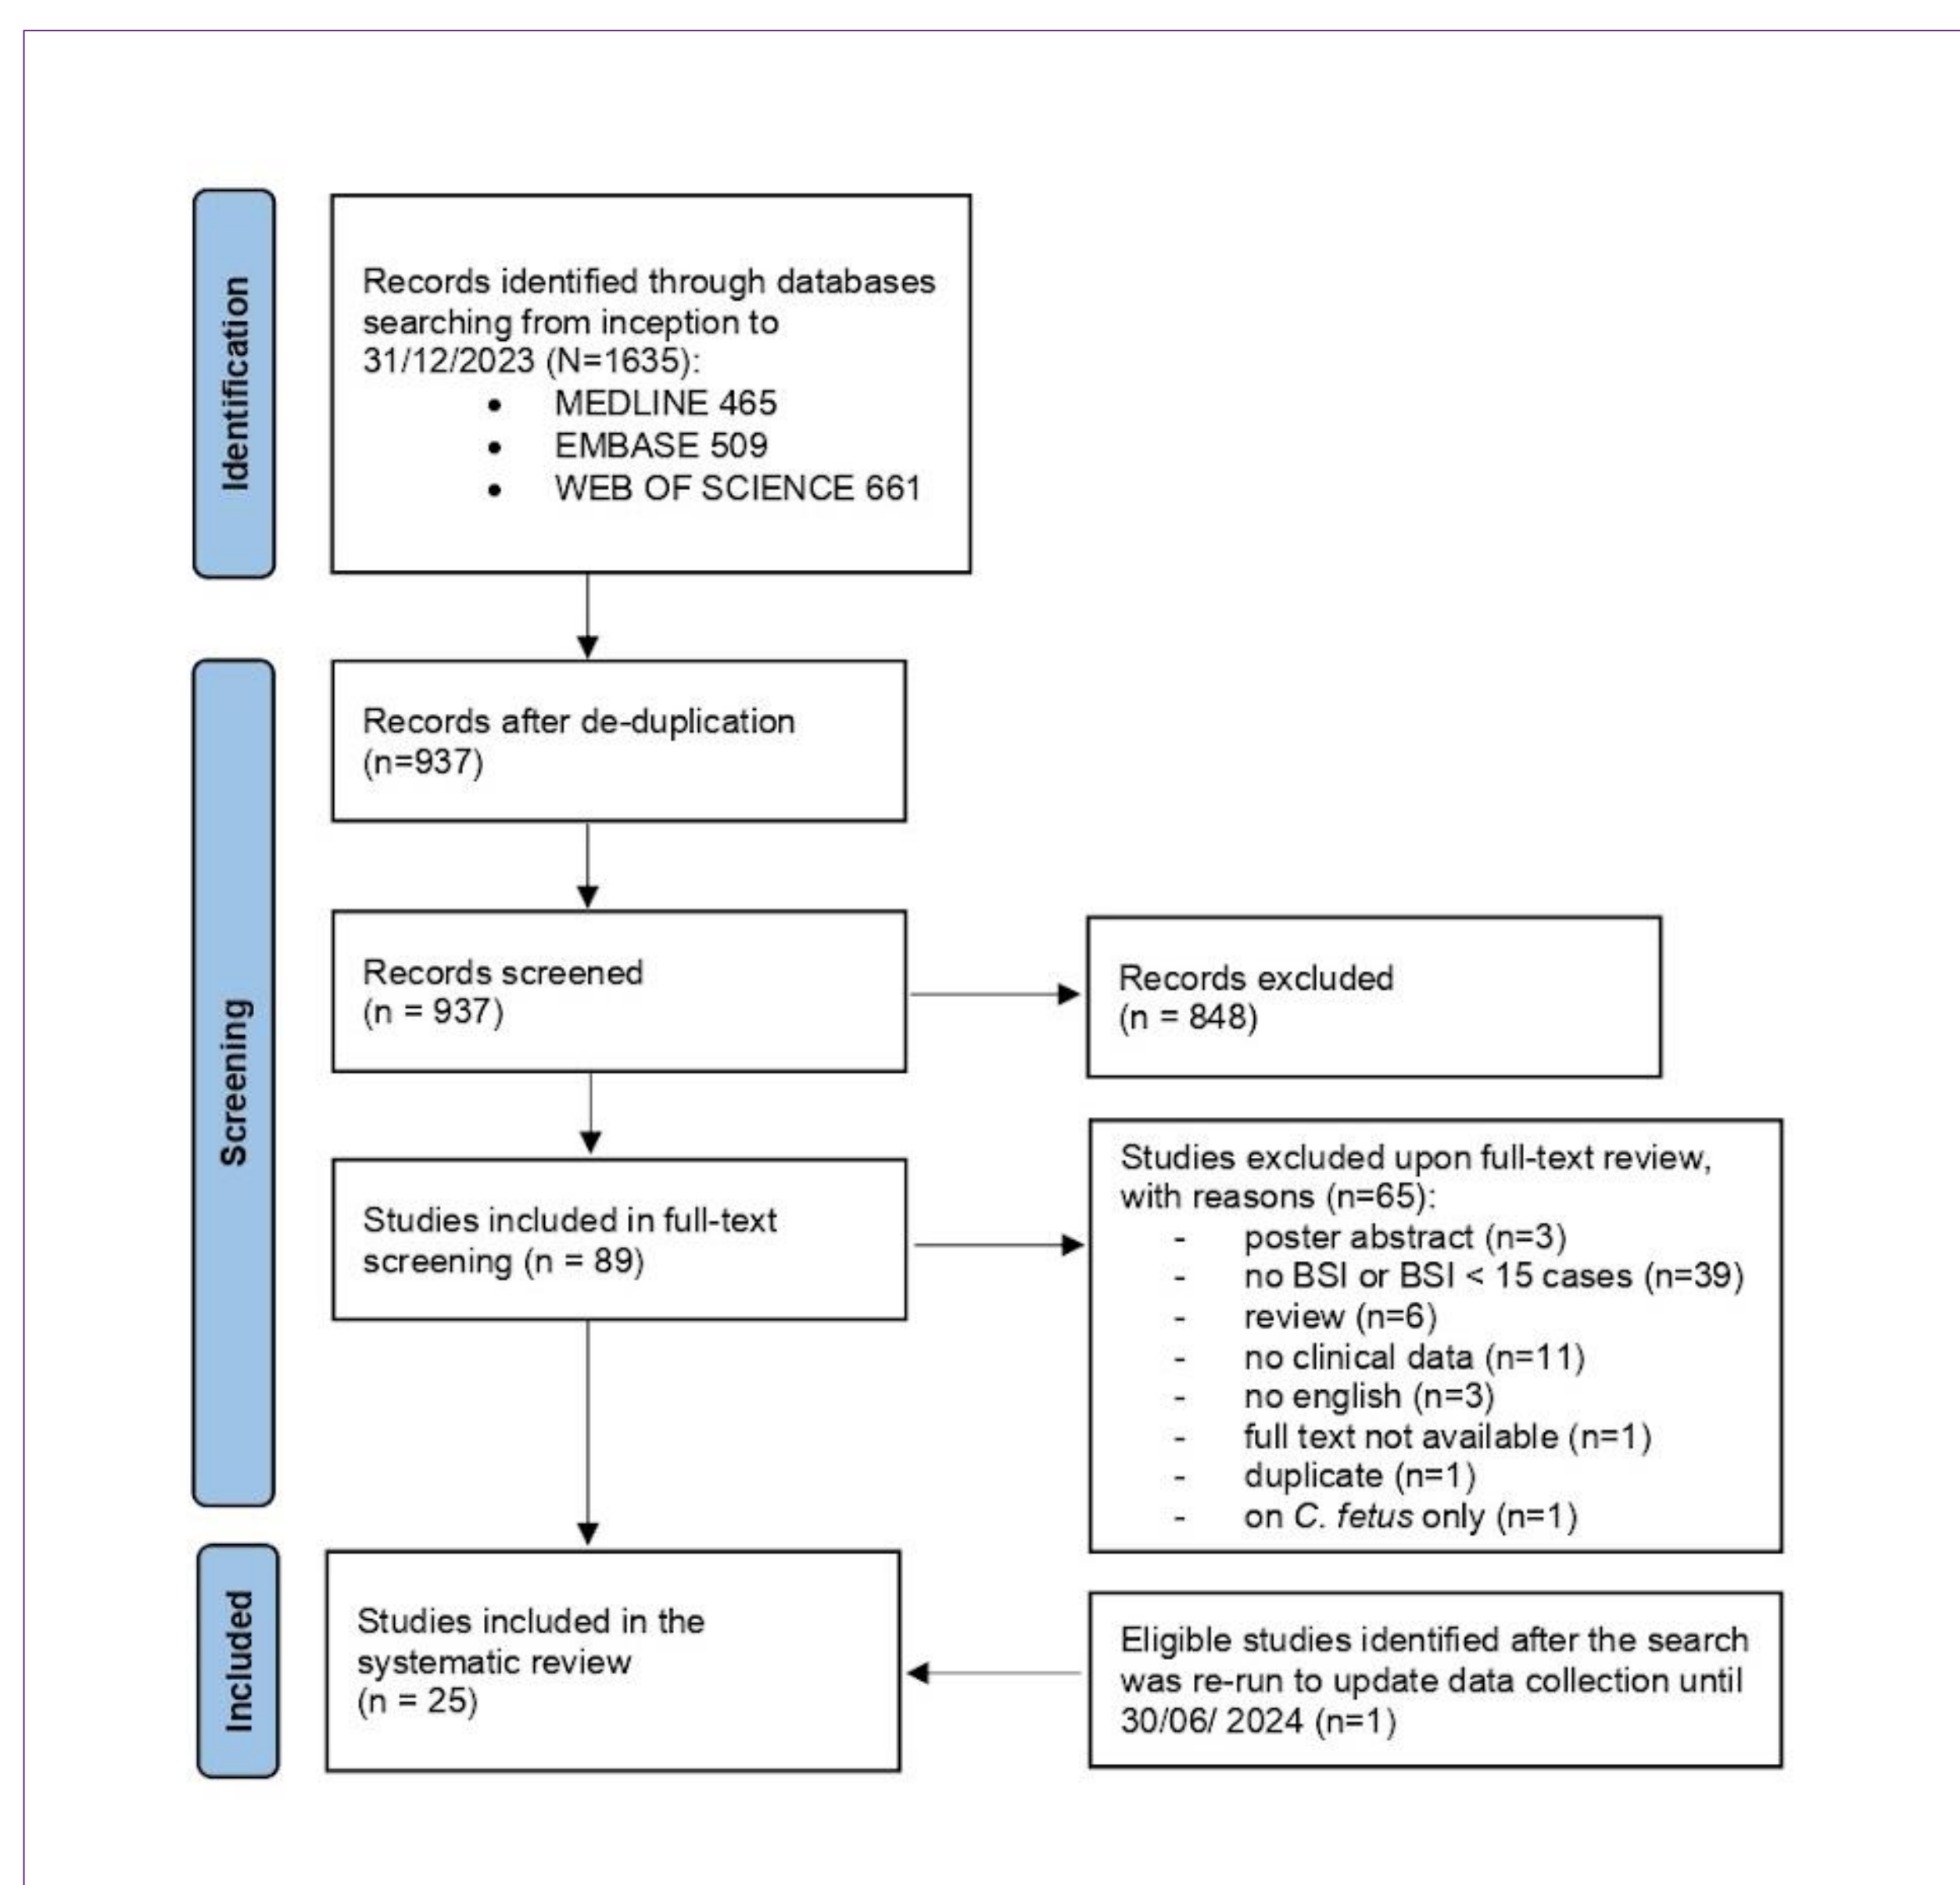 Identification
Records identified through databases
searching from inception to
31/12/2023 (N=1635):
• MEDLINE 465
• EMBASE 509
• WEB OF SCIENCE 661
Screening
Records after de-duplication
(n=937)
Records screened
(n = 937)
Records excluded
(n = 848)
Studies included in full-text
screening (n = 89)
Studies excluded upon full-text review,
with reasons (n=65):
- poster abstract (n=3)
- no BSI or BSI < 15 cases (n=39)
- review (n=6)
- no clinical data (n=11)
- no english (n=3)
- full text not available (n=1)
- duplicate (n=1)
- on C. fetus only (n=1)
Included
Studies included in the
systematic review
(n = 25)
Eligible studies identified after the search
was re-run to update data collection until
30/06/ 2024 (n=1)